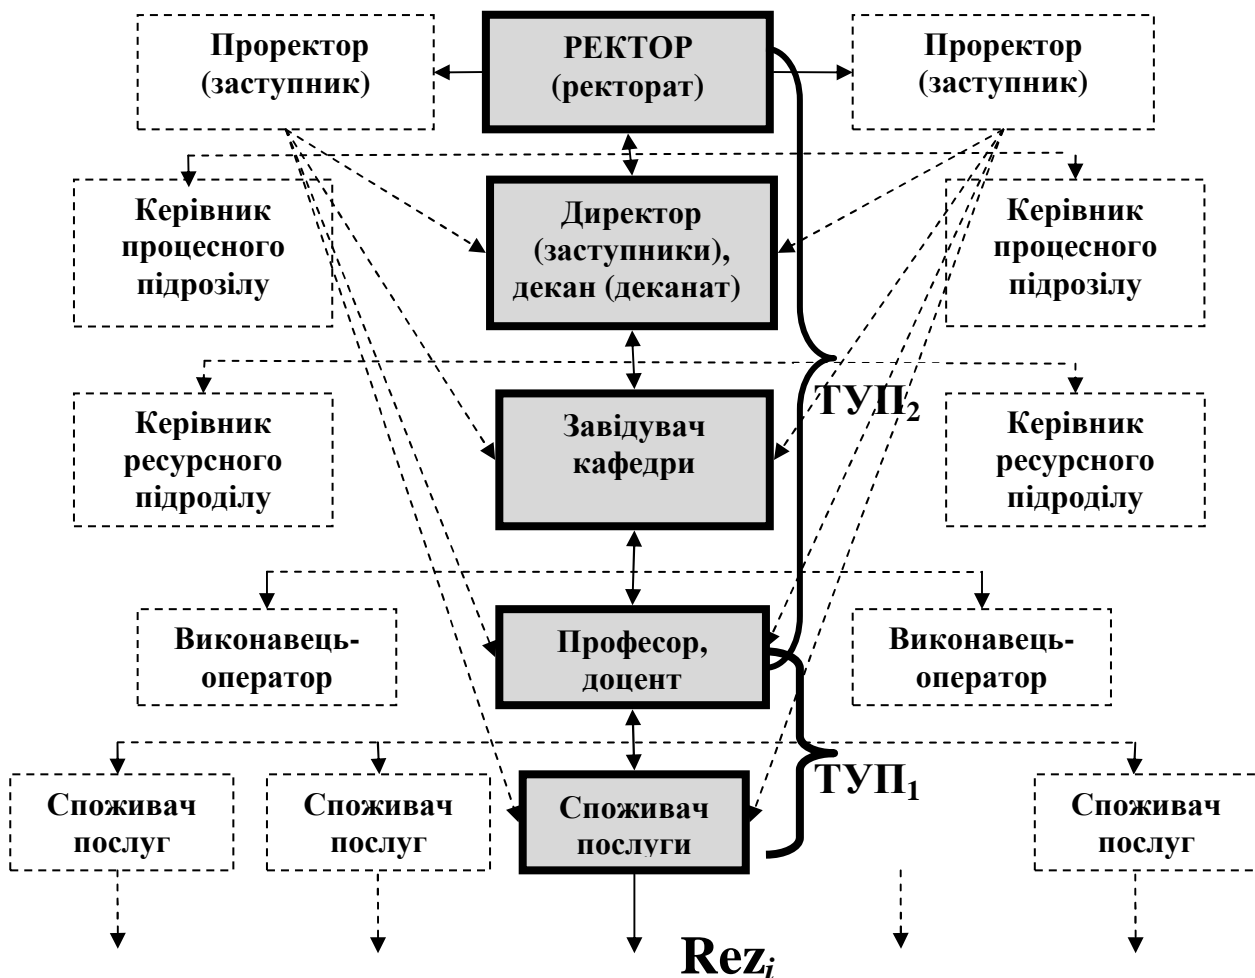 Проректор
(заступник)
РЕКТОР
(ректорат)
Проректор
(заступник)
Керівник
процесного
підрозілу
Директор
(заступники),
декан (деканат)
Керівник
процесного
підрозілу
ТУП₂
Керівник
ресурсного
підроділу
Завідувач
кафедри
Керівник
ресурсного
підроділу
Виконавець-
оператор
Професор,
доцент
Виконавець-
оператор
ТУП₁
Споживач
послуг
Споживач
послуг
Споживач
послуги
Споживач
послуг
Rezᵢ